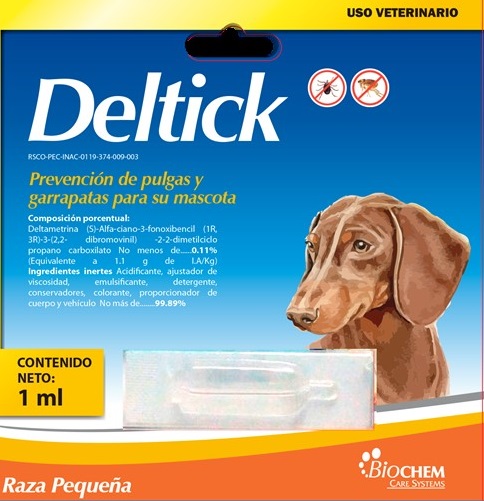 USO VETERINARIO
Deltick
RSCO-PEC-INAC-0119-374-009-003
Prevención de pulgas y
garrapatas para su mascota
Composición porcentual:
Deltametrina (S)-Alfa-ciano-3-fonoxibencil (1R,
3R)-3-(2,2- dibromovinil) -2-2-dimetilciclo
propano carboxilato No menos de.....0.11%
(Equivalente a 1.1 g de I.A/Kg)
Ingredientes inertes Acidificante, ajustador de
viscosidad, emulsificante, detergente,
conservadores, colorante, proporcionador de
cuerpo y vehículo No más de.......99.89%
CONTENIDO
NETO:
1 ml
Raza Pequeña
BIOCHEM
CARE SYSTEMS